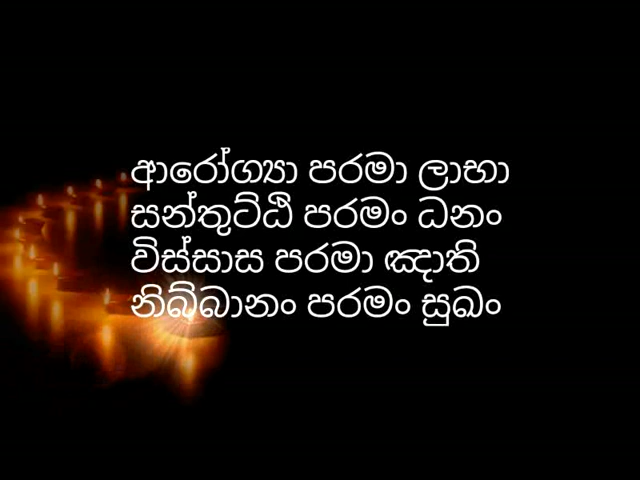 ආරෝග්‍යා පරමා ලාභා
සන්තුට්ඨි පරමං ධනං
විස්සාස පරමා ඤාති
නිබ්බානං පරමං සුඛං